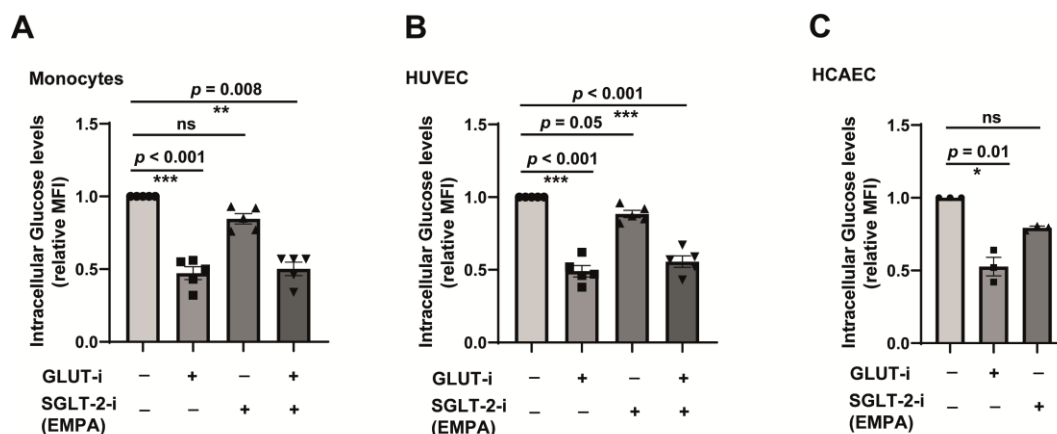 A
Monocytes
p = 0.008
**
ns
p < 0.001
***
Intracellular Glucose levels
(relative MFI)
1.5
1.0
0.5
0.0
GLUT-i – + – +
SGLT-2-i – – + +
(EMPA)
B
HUVEC
p < 0.001
***
p = 0.05
p < 0.001
***
Intracellular Glucose levels
(relative MFI)
1.5
1.0
0.5
0.0
GLUT-i – + – +
SGLT-2-i – – + +
(EMPA)
C
HCAEC
ns
p = 0.01
*
Intracellular Glucose levels
(relative MFI)
1.5
1.0
0.5
0.0
GLUT-i – + –
SGLT-2-i – – +
(EMPA)